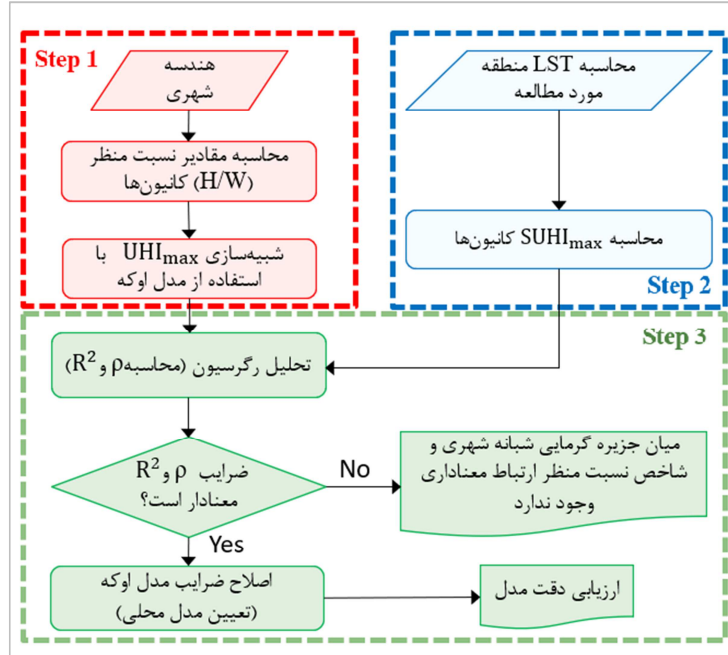 Step 1
هندسه
شهری
محاسبه مقادیر نسبت منظر
(H/W) کانیون‌ها
شبیه‌سازی UHImax با
استفاده از مدل اوکه
محاسبه LST منطقه
مورد مطالعه
محاسبه SUHImax کانیون‌ها
Step 2
Step 3
تحلیل رگرسیون (محاسبه ρ و R²)
ضرایب ρ و R²
معنادار است؟
No
میان جزیره گرمایی شبانه شهری و
شاخص نسبت منظر ارتباط معناداری
وجود ندارد
Yes
اصلاح ضرایب مدل اوکه
(تعیین مدل محلی)
ارزیابی دقت مدل